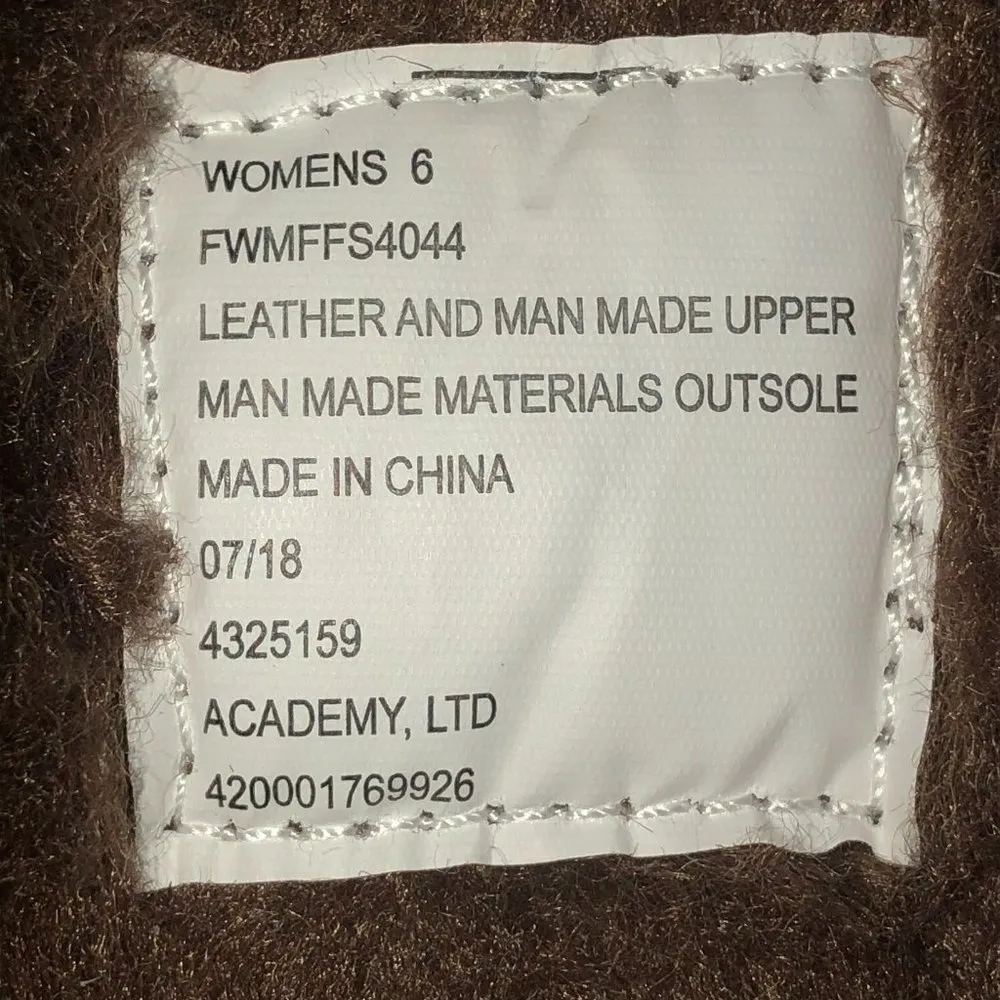 WOMENS 6
FWMFFS4044
LEATHER AND MAN MADE UPPER
MAN MADE MATERIALS OUTSOLE
MADE IN CHINA
07/18
4325159
ACADEMY, LTD
420001769926